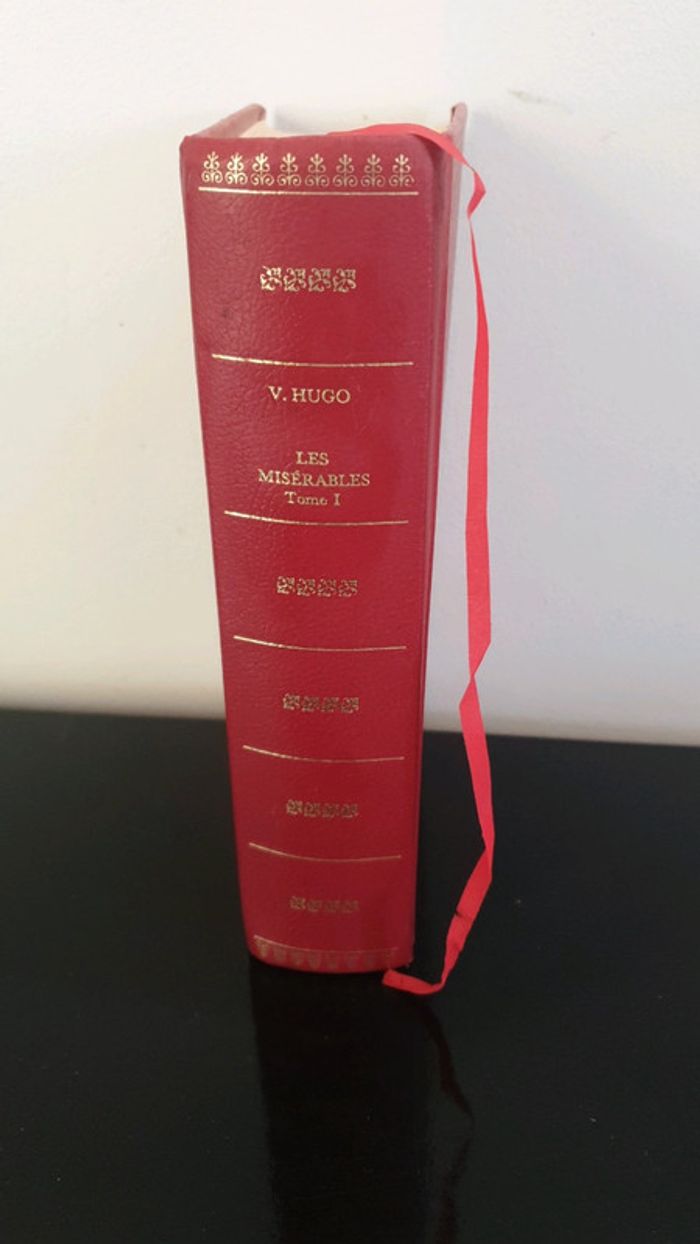 V. HUGO
LES
MISÉRABLES
Tome I